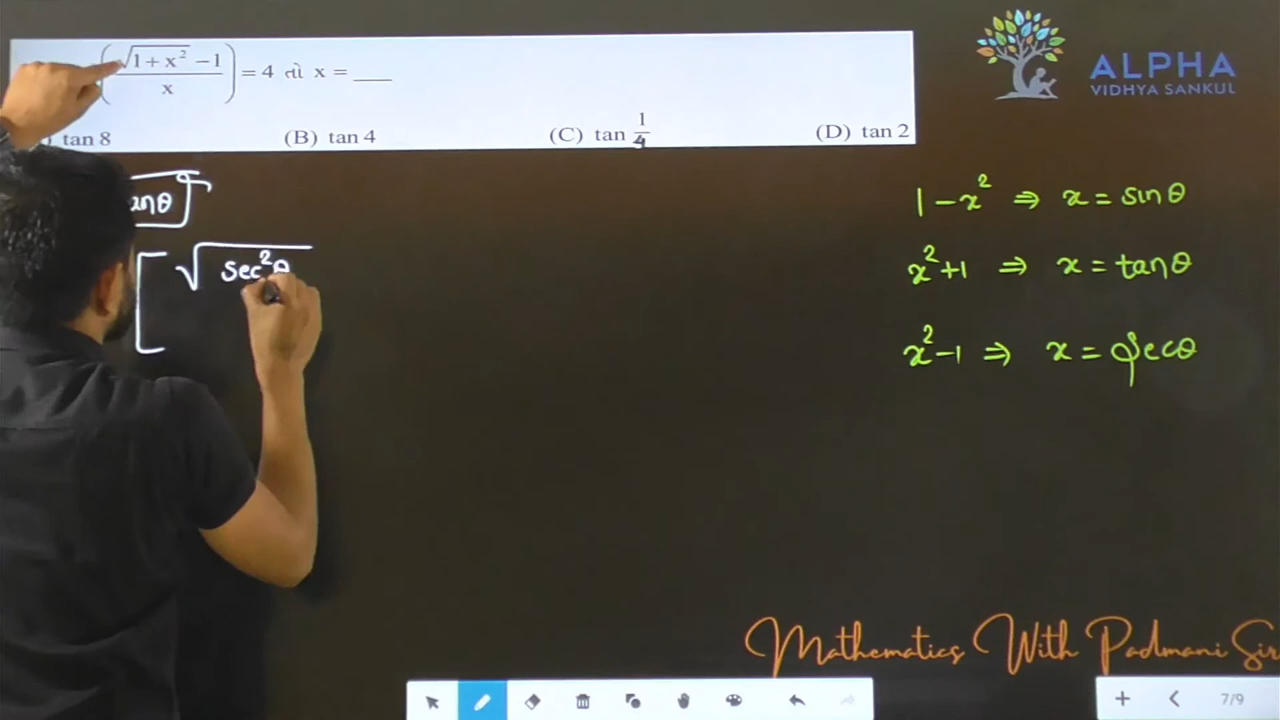 (√1 + x² − 1 / x) = 4 તો x = ___
tan 8 (B) tan 4 (C) tan 1/4 (D) tan 2
ALPHA
VIDHYA SANKUL
anθ
[ √sec²θ
1 − x² ⇒ x = sinθ
x² + 1 ⇒ x = tanθ
x² − 1 ⇒ x = secθ
Mathematics With Padmani Sir
7/9